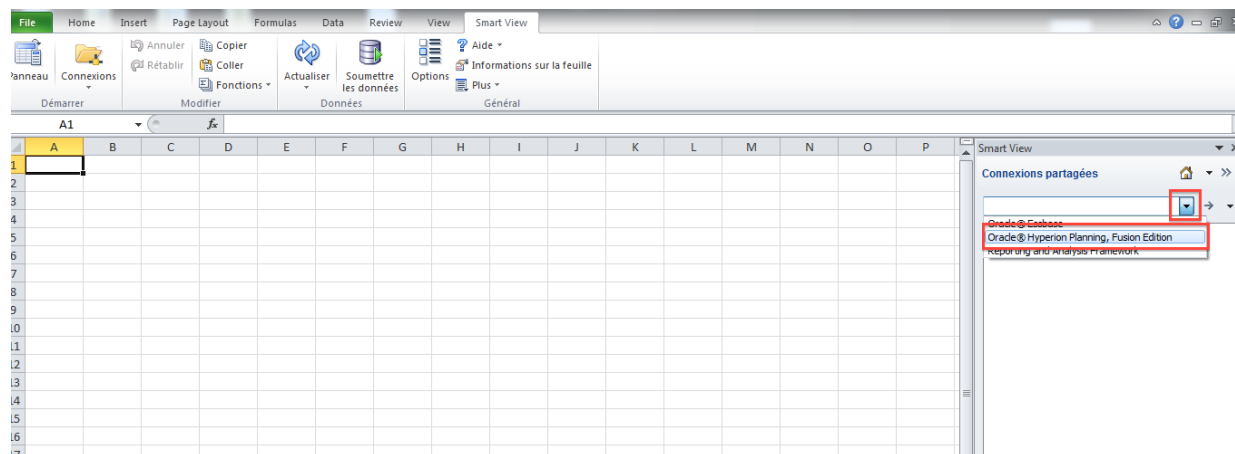 File Home Insert Page Layout Formulas Data Review View Smart View
Annuler Copier Aide
Rétablir Coller Informations sur la feuille
Panneau Connexions Fonctions Actualiser Soumettre les données Options Plus
Démarrer Modifier Données Général
A1 fx
A B C D E F G H I J K L M N O P
Smart View
Connexions partagées
Oracle® Essbase
Oracle® Hyperion Planning, Fusion Edition
Reporting and Analysis Framework
1
2
3
4
5
6
7
8
9
10
11
12
13
14
15
16
17